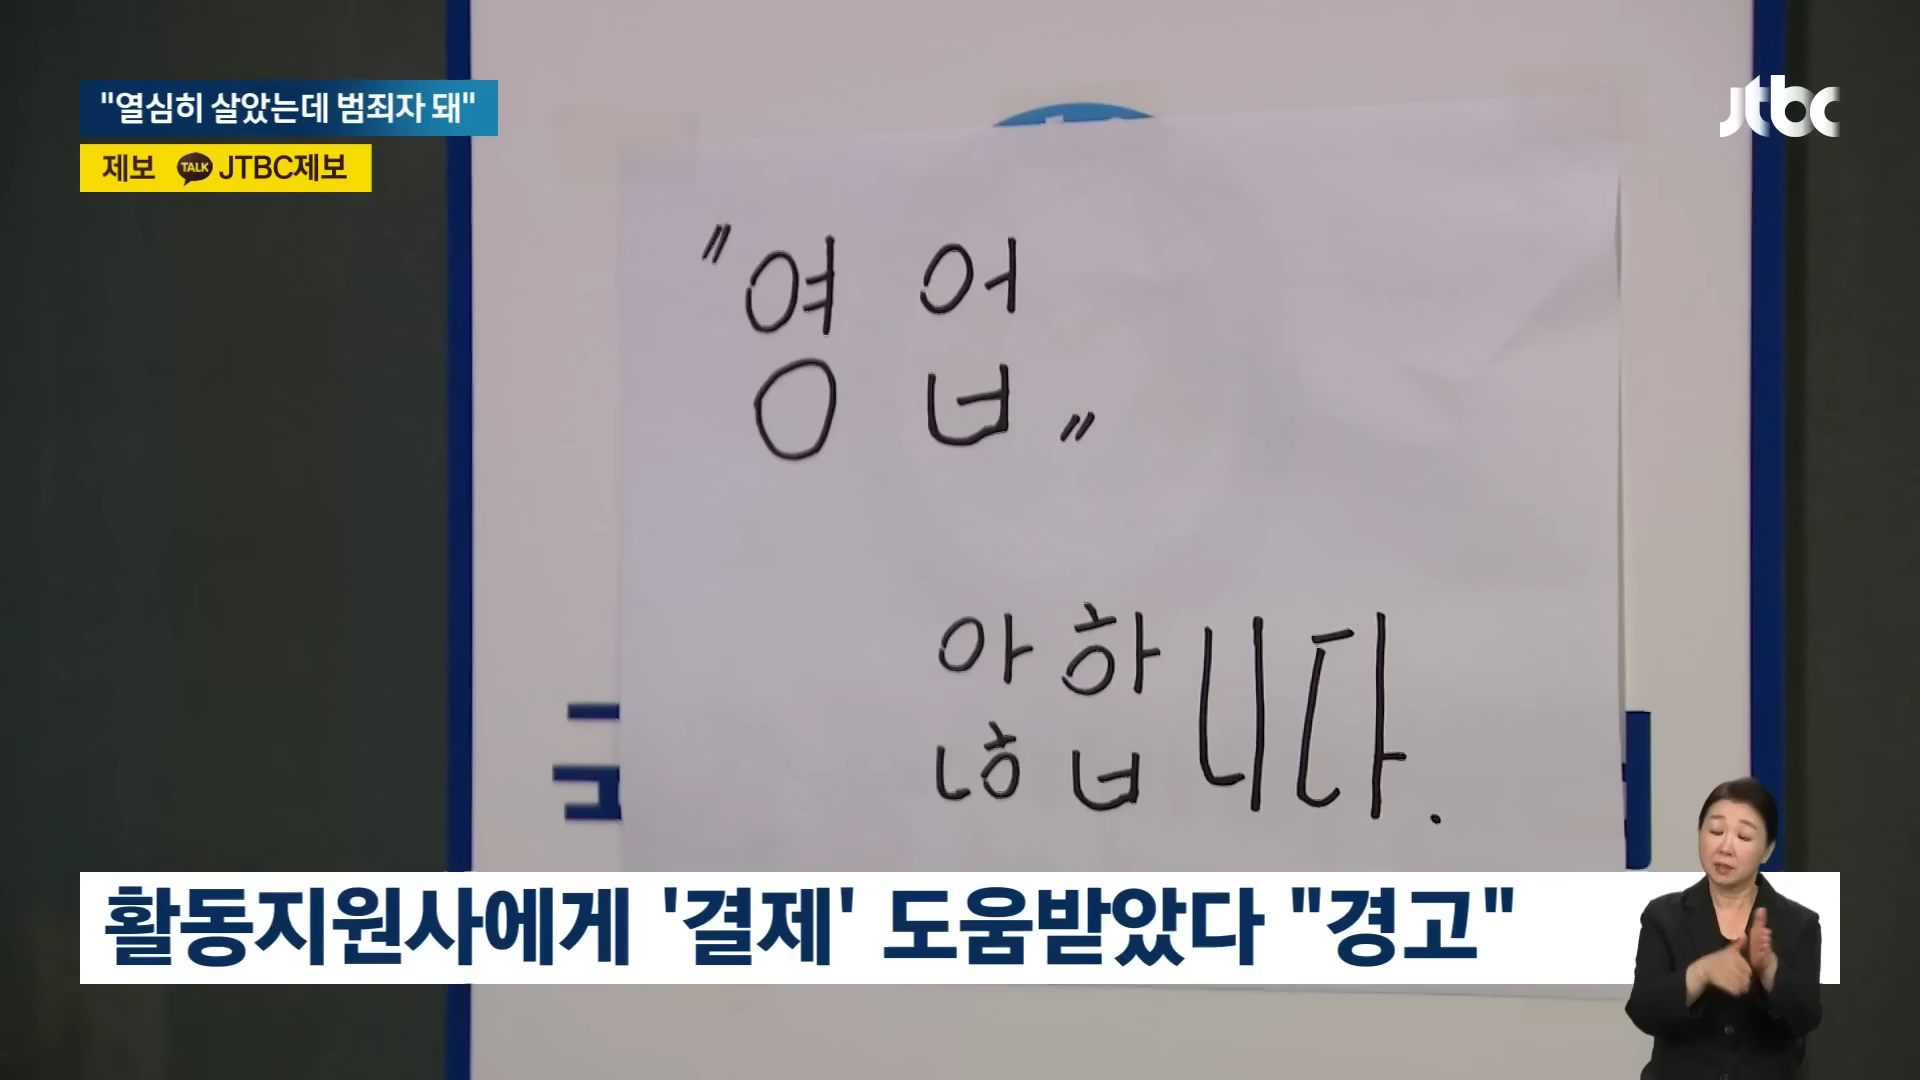 "열심히 살았는데 범죄자 돼"
제보 TALK JTBC제보
jtbc
"영업"
않합니다.
활동지원사에게 '결제' 도움받았다 "경고"